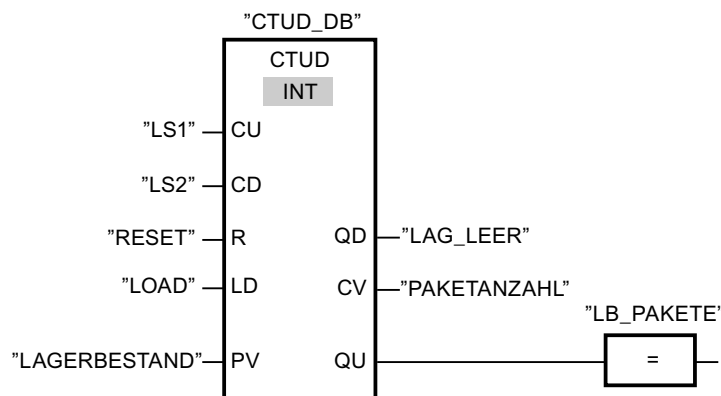 "CTUD_DB"
CTUD
INT
"LS1" CU
"LS2" CD
"RESET" R QD "LAG_LEER"
"LOAD" LD CV "PAKETANZAHL"
"LB_PAKETE"
"LAGERBESTAND" PV QU =